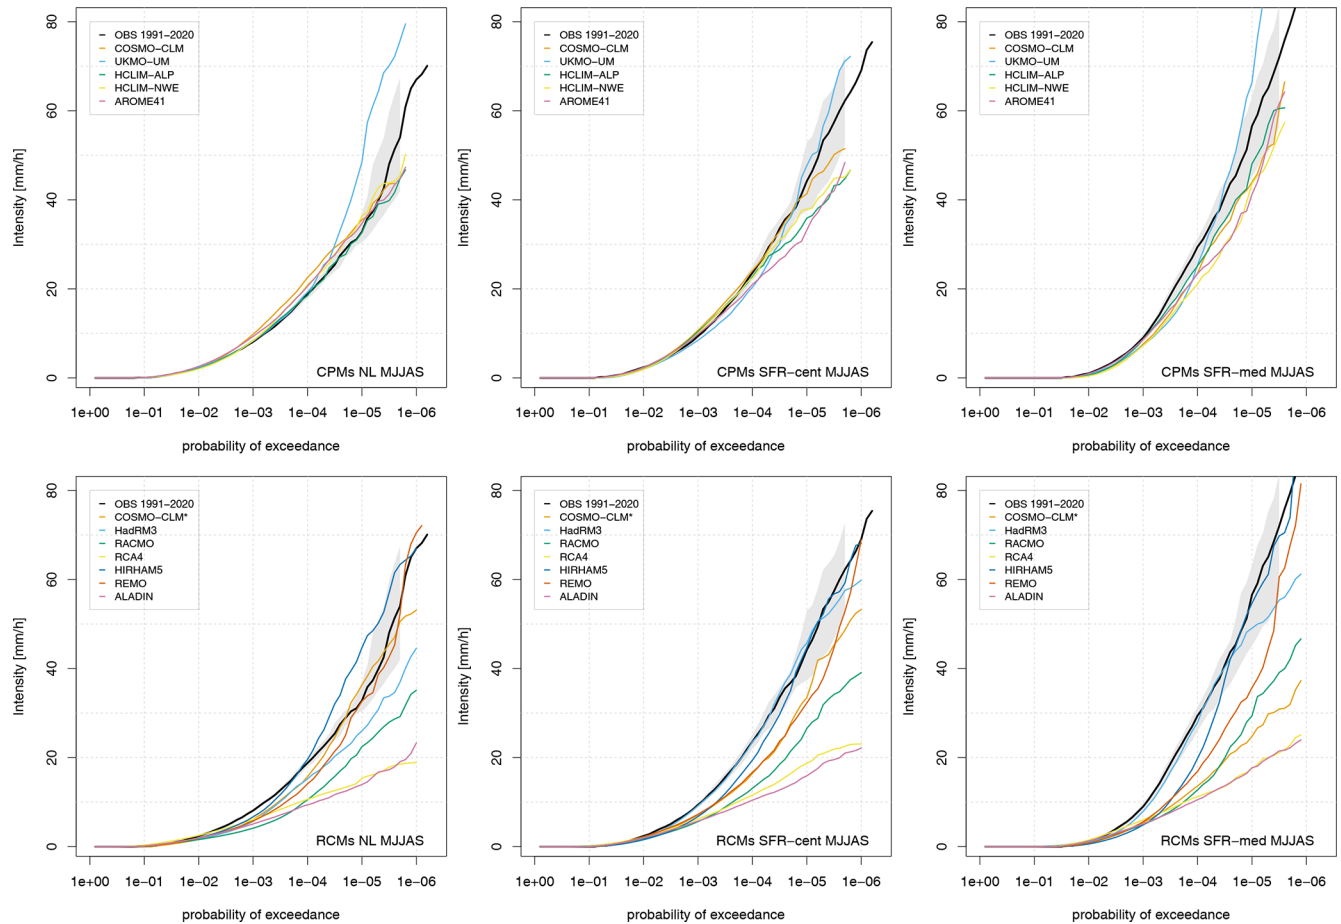 Intensity [mm/h]
80
60
40
20
0
OBS 1991−2020
COSMO−CLM
UKMO−UM
HCLIM−ALP
HCLIM−NWE
AROME41
CPMs NL MJJAS
1e+00 1e−01 1e−02 1e−03 1e−04 1e−05 1e−06
probability of exceedance
Intensity [mm/h]
80
60
40
20
0
OBS 1991−2020
COSMO−CLM
UKMO−UM
HCLIM−ALP
HCLIM−NWE
AROME41
CPMs SFR−cent MJJAS
1e+00 1e−01 1e−02 1e−03 1e−04 1e−05 1e−06
probability of exceedance
Intensity [mm/h]
80
60
40
20
0
OBS 1991−2020
COSMO−CLM
UKMO−UM
HCLIM−ALP
HCLIM−NWE
AROME41
CPMs SFR−med MJJAS
1e+00 1e−01 1e−02 1e−03 1e−04 1e−05 1e−06
probability of exceedance
Intensity [mm/h]
80
60
40
20
0
OBS 1991−2020
COSMO−CLM*
HadRM3
RACMO
RCA4
HIRHAM5
REMO
ALADIN
RCMs NL MJJAS
1e+00 1e−01 1e−02 1e−03 1e−04 1e−05 1e−06
probability of exceedance
Intensity [mm/h]
80
60
40
20
0
OBS 1991−2020
COSMO−CLM*
HadRM3
RACMO
RCA4
HIRHAM5
REMO
ALADIN
RCMs SFR−cent MJJAS
1e+00 1e−01 1e−02 1e−03 1e−04 1e−05 1e−06
probability of exceedance
Intensity [mm/h]
80
60
40
20
0
OBS 1991−2020
COSMO−CLM*
HadRM3
RACMO
RCA4
HIRHAM5
REMO
ALADIN
RCMs SFR−med MJJAS
1e+00 1e−01 1e−02 1e−03 1e−04 1e−05 1e−06
probability of exceedance